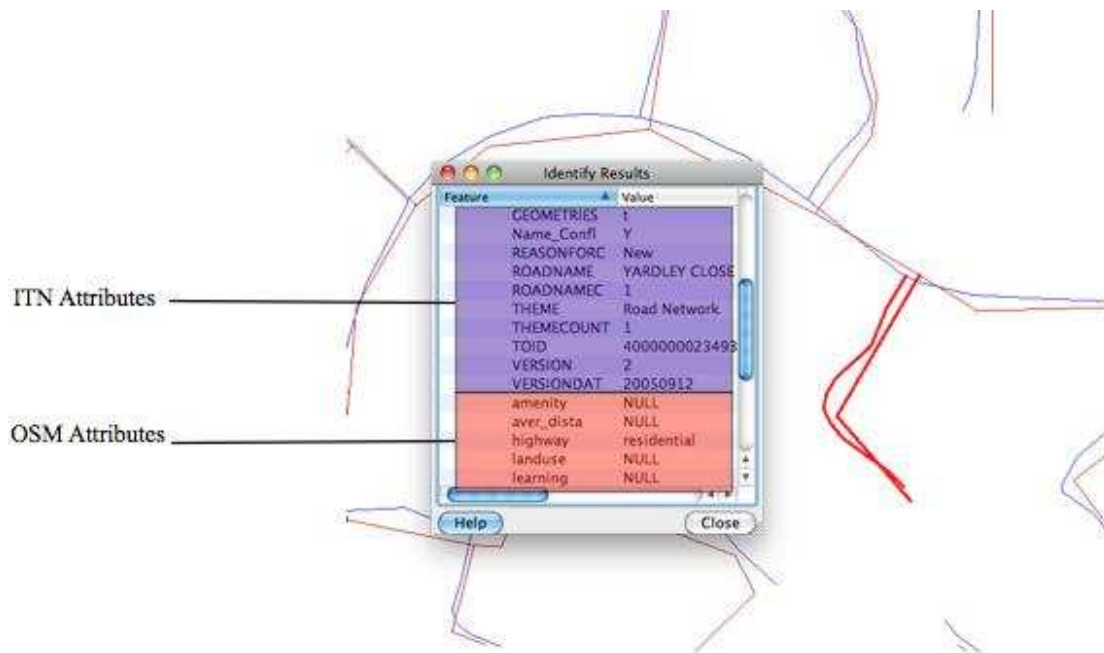 Identify Results
Feature Value
GEOMETRIES t
Name_Confl Y
REASONFORC New
ROADNAME YARDLEY CLOSE
ROADNAMEC 1
ITN Attributes
THEME Road Network
THEMECOUNT 1
TOID 4000000023493
VERSION 2
VERSIONDAT 20050912
amenity NULL
aver_dista NULL
OSM Attributes
highway residential
landuse NULL
learning NULL
Help Close